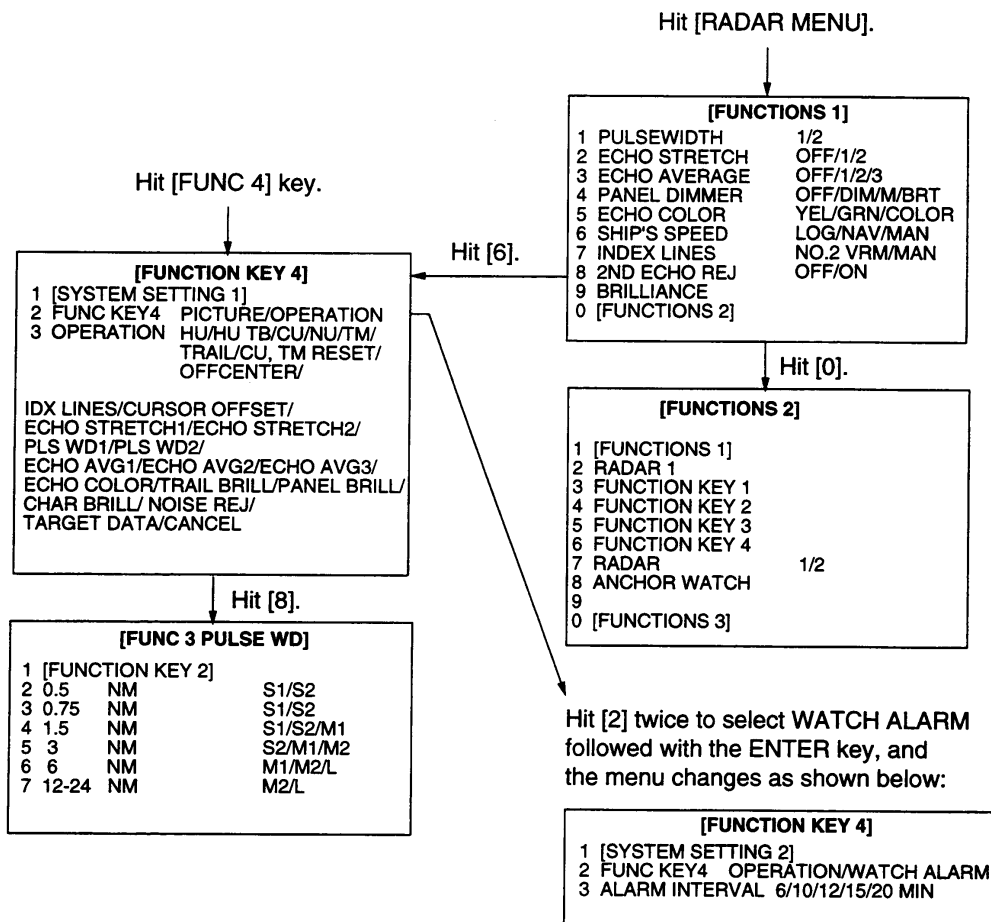 Hit [RADAR MENU].
[FUNCTIONS 1]
1 PULSEWIDTH 1/2
2 ECHO STRETCH OFF/1/2
3 ECHO AVERAGE OFF/1/2/3
4 PANEL DIMMER OFF/DIM/M/BRT
5 ECHO COLOR YEL/GRN/COLOR
6 SHIP'S SPEED LOG/NAV/MAN
7 INDEX LINES NO.2 VRM/MAN
8 2ND ECHO REJ OFF/ON
9 BRILLIANCE
0 [FUNCTIONS 2]
Hit [FUNC 4] key.
Hit [6].
[FUNCTION KEY 4]
1 [SYSTEM SETTING 1]
2 FUNC KEY4 PICTURE/OPERATION
3 OPERATION HU/HU TB/CU/NU/TM/
TRAIL/CU, TM RESET/
OFFCENTER/
IDX LINES/CURSOR OFFSET/
ECHO STRETCH1/ECHO STRETCH2/
PLS WD1/PLS WD2/
ECHO AVG1/ECHO AVG2/ECHO AVG3/
ECHO COLOR/TRAIL BRILL/PANEL BRILL/
CHAR BRILL/ NOISE REJ/
TARGET DATA/CANCEL
Hit [0].
[FUNCTIONS 2]
1 [FUNCTIONS 1]
2 RADAR 1
3 FUNCTION KEY 1
4 FUNCTION KEY 2
5 FUNCTION KEY 3
6 FUNCTION KEY 4
7 RADAR 1/2
8 ANCHOR WATCH
9
0 [FUNCTIONS 3]
Hit [8].
[FUNC 3 PULSE WD]
1 [FUNCTION KEY 2]
2 0.5 NM S1/S2
3 0.75 NM S1/S2
4 1.5 NM S1/S2/M1
5 3 NM S2/M1/M2
6 6 NM M1/M2/L
7 12-24 NM M2/L
Hit [2] twice to select WATCH ALARM
followed with the ENTER key, and
the menu changes as shown below:
[FUNCTION KEY 4]
1 [SYSTEM SETTING 2]
2 FUNC KEY4 OPERATION/WATCH ALARM
3 ALARM INTERVAL 6/10/12/15/20 MIN